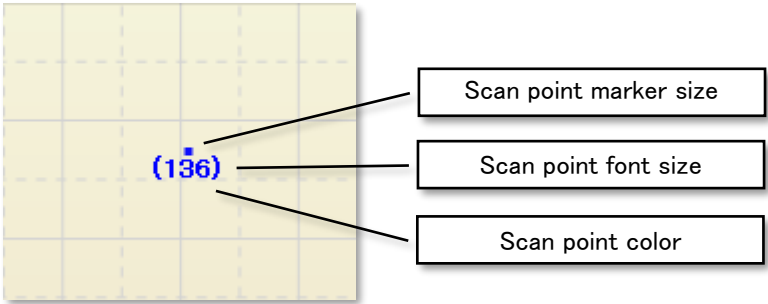 Scan point marker size
(136)
Scan point font size
Scan point color